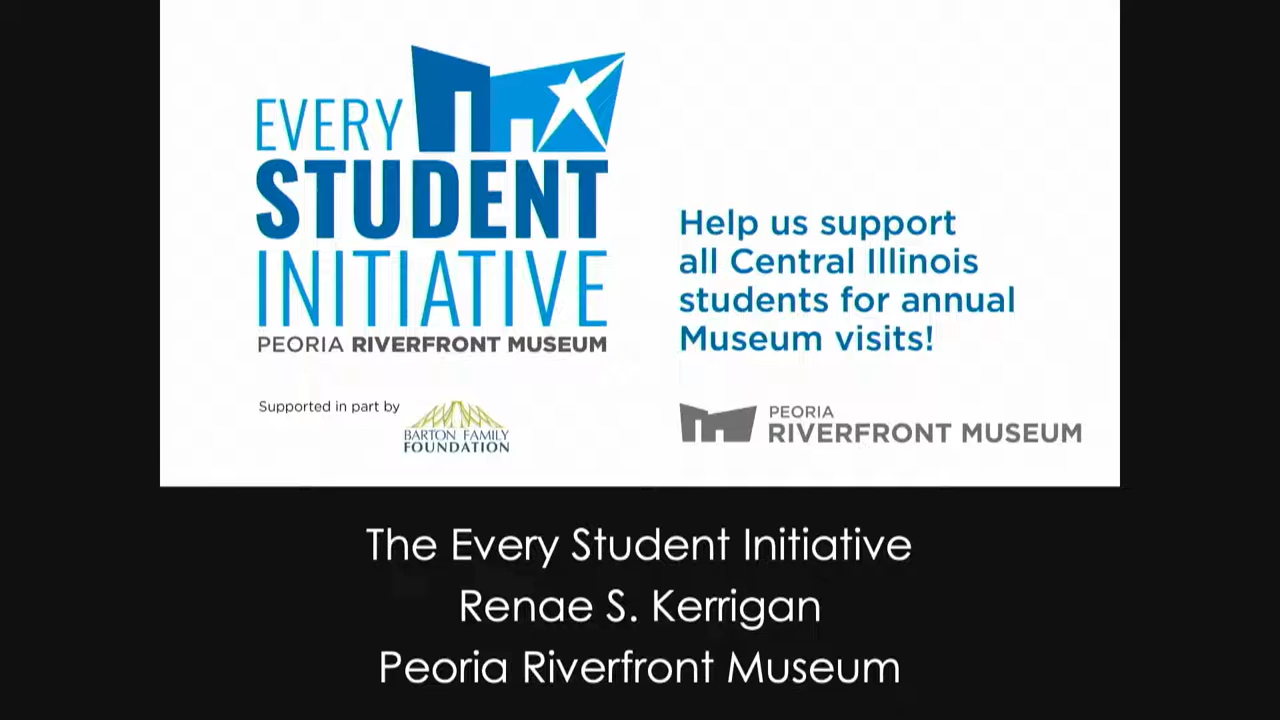 EVERY
STUDENT
INITIATIVE
PEORIA RIVERFRONT MUSEUM
Supported in part by
BARTON FAMILY
FOUNDATION
Help us support
all Central Illinois
students for annual
Museum visits!
PEORIA
RIVERFRONT MUSEUM
The Every Student Initiative
Renae S. Kerrigan
Peoria Riverfront Museum